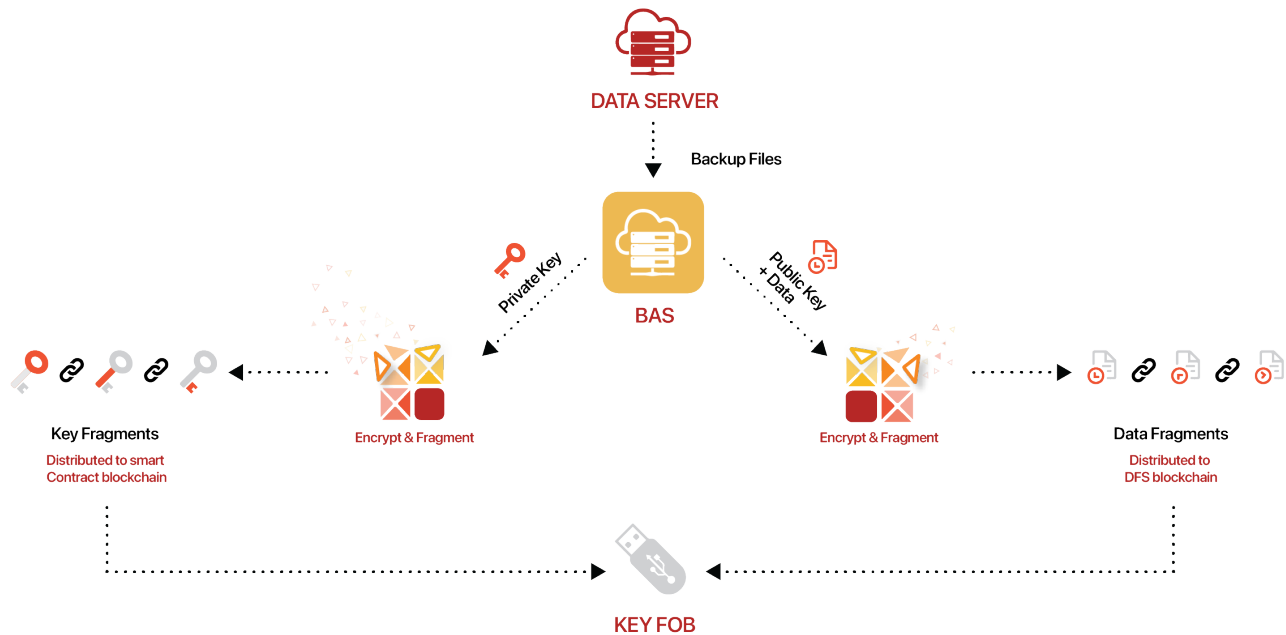 DATA SERVER
Backup Files
Private Key
Public Key
+ Data
BAS
Encrypt & Fragment
Encrypt & Fragment
Key Fragments
Distributed to smart
Contract blockchain
Data Fragments
Distributed to
DFS blockchain
KEY FOB